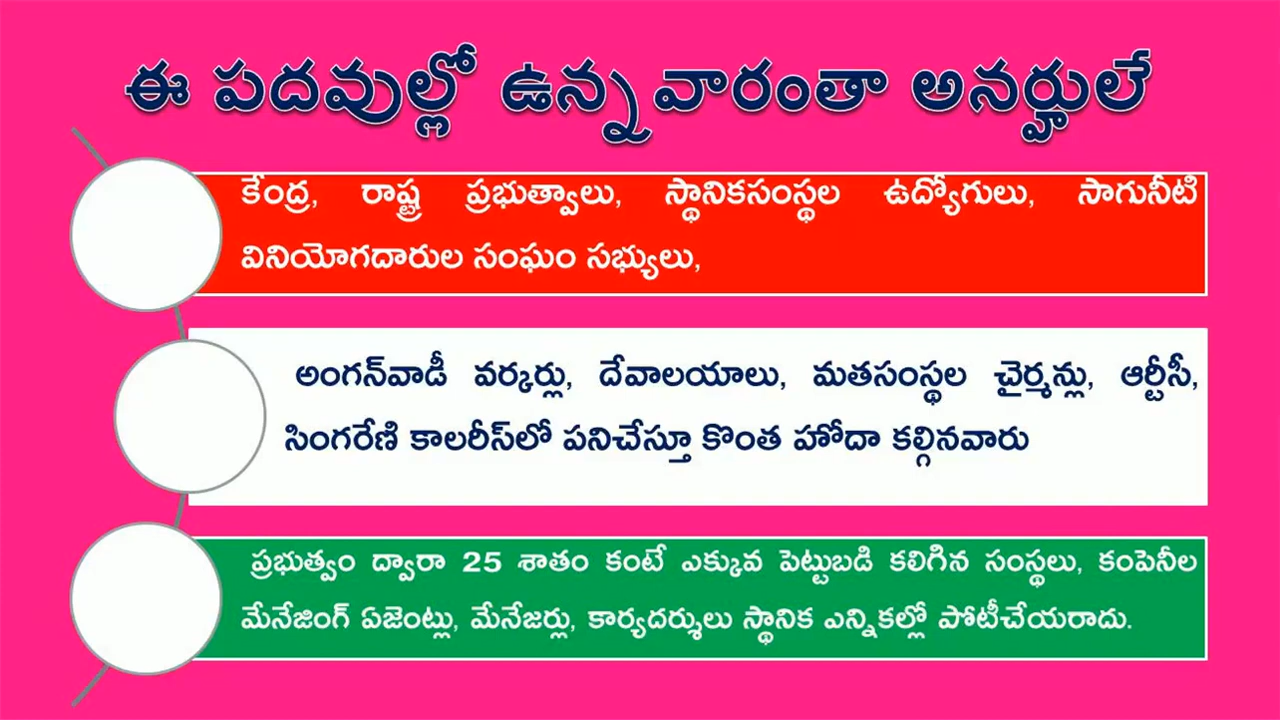 ఈ పదవుల్లో ఉన్నవారంతా అనర్హులే
కేంద్ర, రాష్ట్ర ప్రభుత్వాలు, స్థానికసంస్థల ఉద్యోగులు, సాగునీటి
వినియోగదారుల సంఘం సభ్యులు,
అంగన్‌వాడీ వర్కర్లు, దేవాలయాలు, మతసంస్థల చైర్మన్లు, ఆర్టీసీ,
సింగరేణి కాలరీస్‌లో పనిచేస్తూ కొంత హోదా కల్గినవారు
ప్రభుత్వం ద్వారా 25 శాతం కంటే ఎక్కువ పెట్టుబడి కలిగిన సంస్థలు, కంపెనీల
మేనేజింగ్ ఏజెంట్లు, మేనేజర్లు, కార్యదర్శులు స్థానిక ఎన్నికల్లో పోటీచేయరాదు.